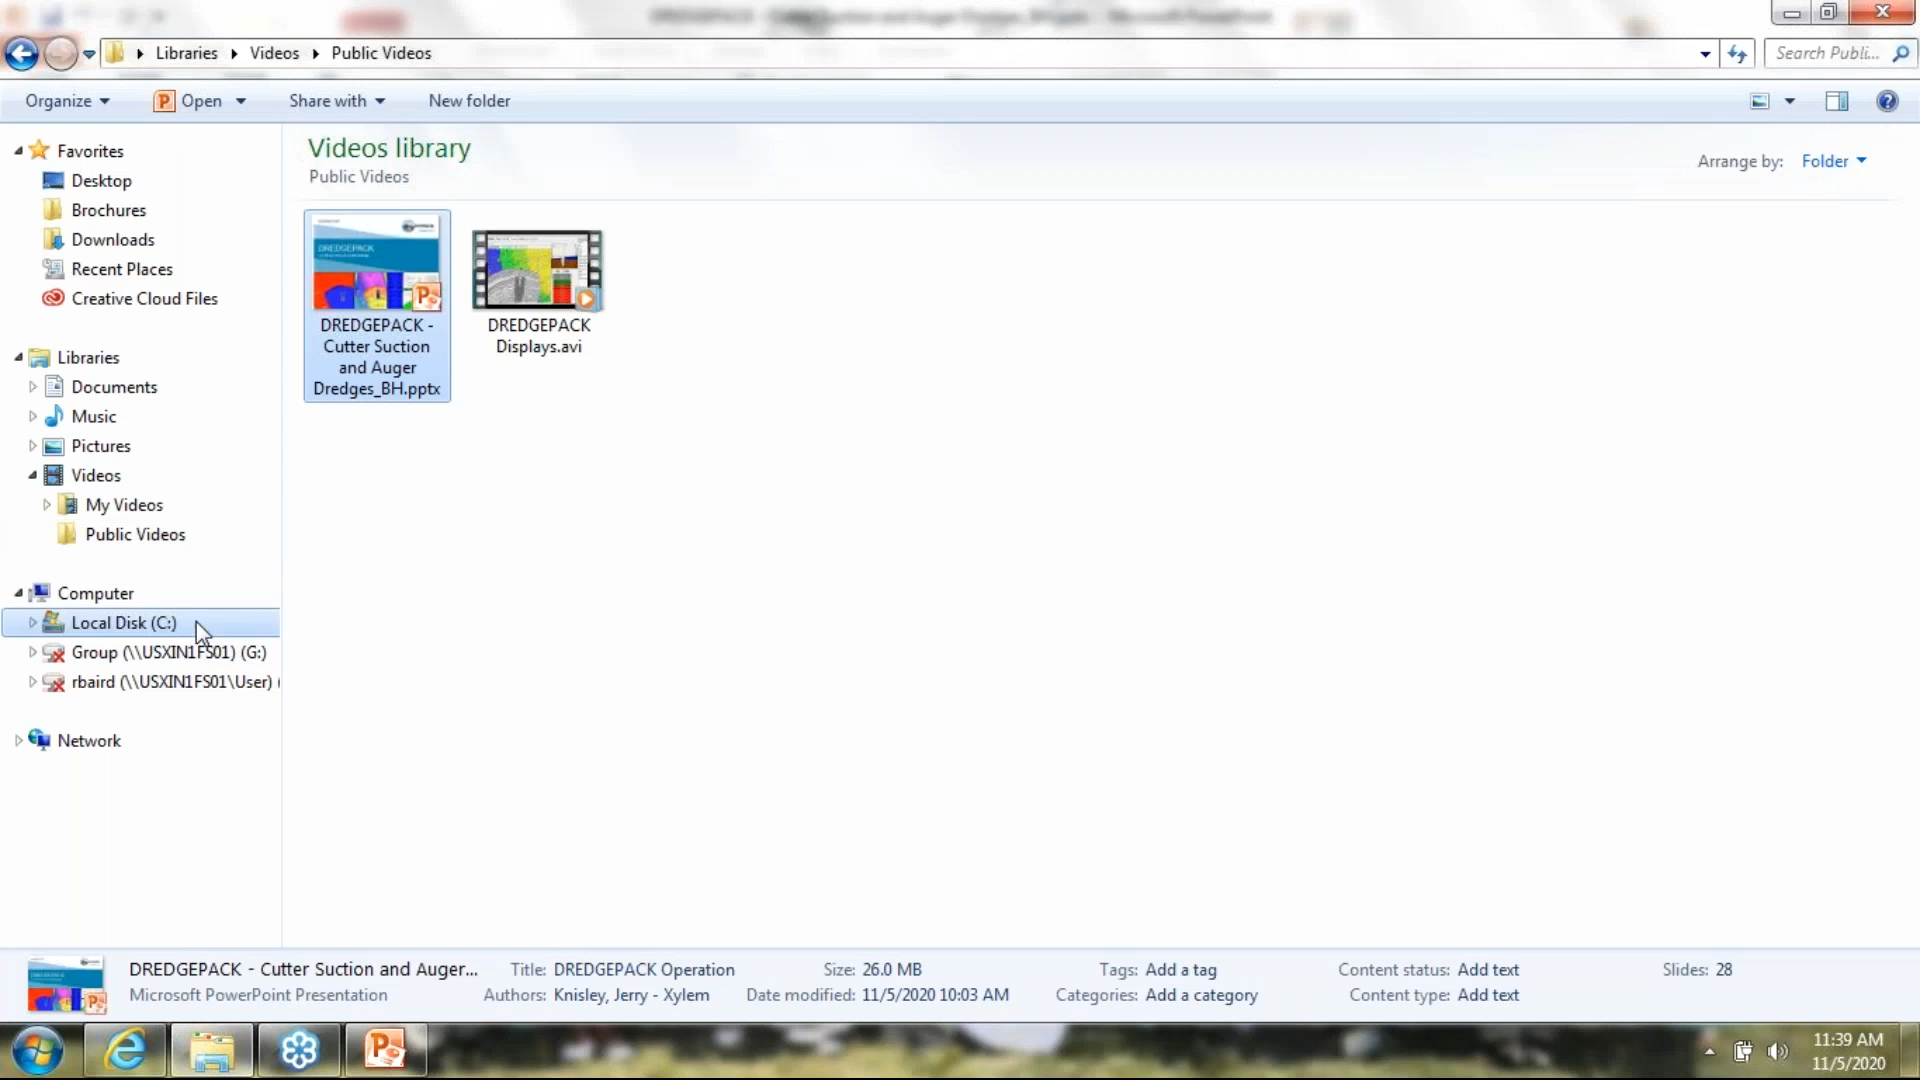 Libraries Videos Public Videos
Search Publi...
Organize Open Share with New folder
Videos library
Public Videos
Arrange by: Folder
Favorites
Desktop
Brochures
Downloads
Recent Places
Creative Cloud Files
Libraries
Documents
Music
Pictures
Videos
My Videos
Public Videos
Computer
Local Disk (C:)
Group (\\USXIN1FS01) (G:)
rbaird (\\USXIN1FS01\User) (
Network
DREDGEPACK
DREDGEPACK -
Cutter Suction
and Auger
Dredges_BH.pptx
DREDGEPACK
Displays.avi
DREDGEPACK - Cutter Suction and Auger...
Microsoft PowerPoint Presentation
Title: DREDGEPACK Operation
Authors: Knisley, Jerry - Xylem
Size: 26.0 MB
Date modified: 11/5/2020 10:03 AM
Tags: Add a tag
Categories: Add a category
Content status: Add text
Content type: Add text
Slides: 28
11:39 AM
11/5/2020